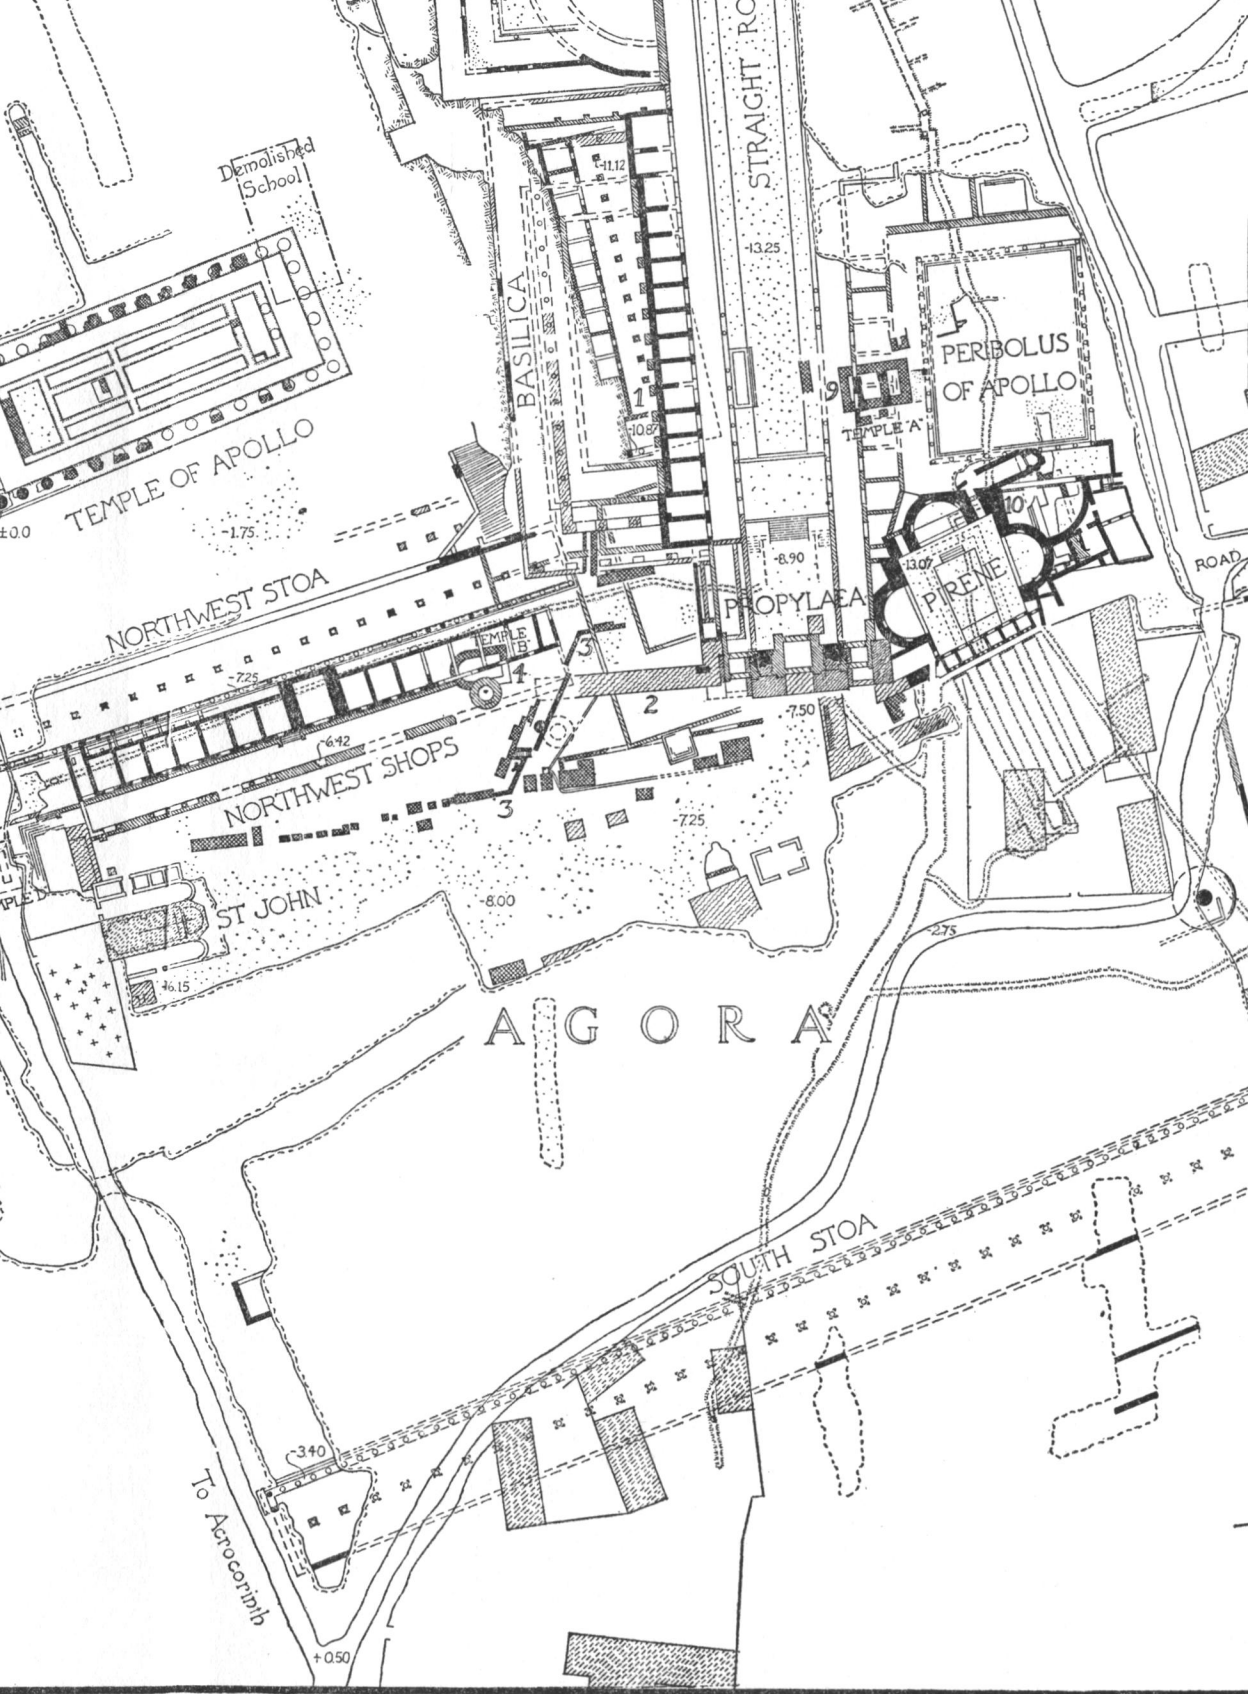 STRAIGHT RO
Demolished
School
-11.12
-13.25
BASILICA
PERIBOLUS
OF APOLLO
1
9
-10.87
TEMPLE "A"
TEMPLE OF APOLLO
±0.0
-1.75
10
-8.90
-13.07
ROAD
NORTHWEST STOA
PROPYLAEA
PIRENE
TEMPLE
B
5
4
-7.25
2
-7.50
-6.42
NORTHWEST SHOPS
3
-7.25
MPLE D
ST JOHN
-8.00
-2.75
-6.15
AGORA
SOUTH STOA
-3.40
To Acrocorinth
+0.50